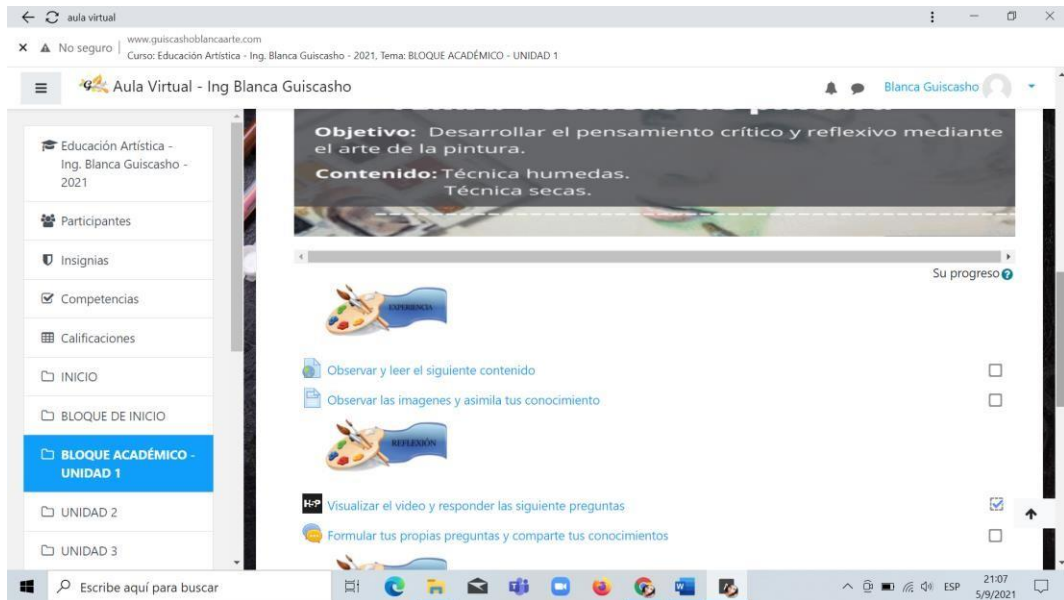 aula virtual
No seguro
www.guiscashoblancaarte.com
Curso: Educación Artística - Ing. Blanca Guiscasho - 2021, Tema: BLOQUE ACADÉMICO - UNIDAD 1
Aula Virtual - Ing Blanca Guiscasho
Blanca Guiscasho
Educación Artística -
Ing. Blanca Guiscasho -
2021
Participantes
Insignias
Competencias
Calificaciones
INICIO
BLOQUE DE INICIO
BLOQUE ACADÉMICO -
UNIDAD 1
UNIDAD 2
UNIDAD 3
Objetivo: Desarrollar el pensamiento crítico y reflexivo mediante
el arte de la pintura.
Contenido: Técnica humedas.
Técnica secas.
Su progreso
EXPERIENCIA
Observar y leer el siguiente contenido
Observar las imagenes y asimila tus conocimiento
REFLEXIÓN
H-P Visualizar el video y responder las siguiente preguntas
Formular tus propias preguntas y comparte tus conocimientos
Escribe aquí para buscar
ESP
21:07
5/9/2021